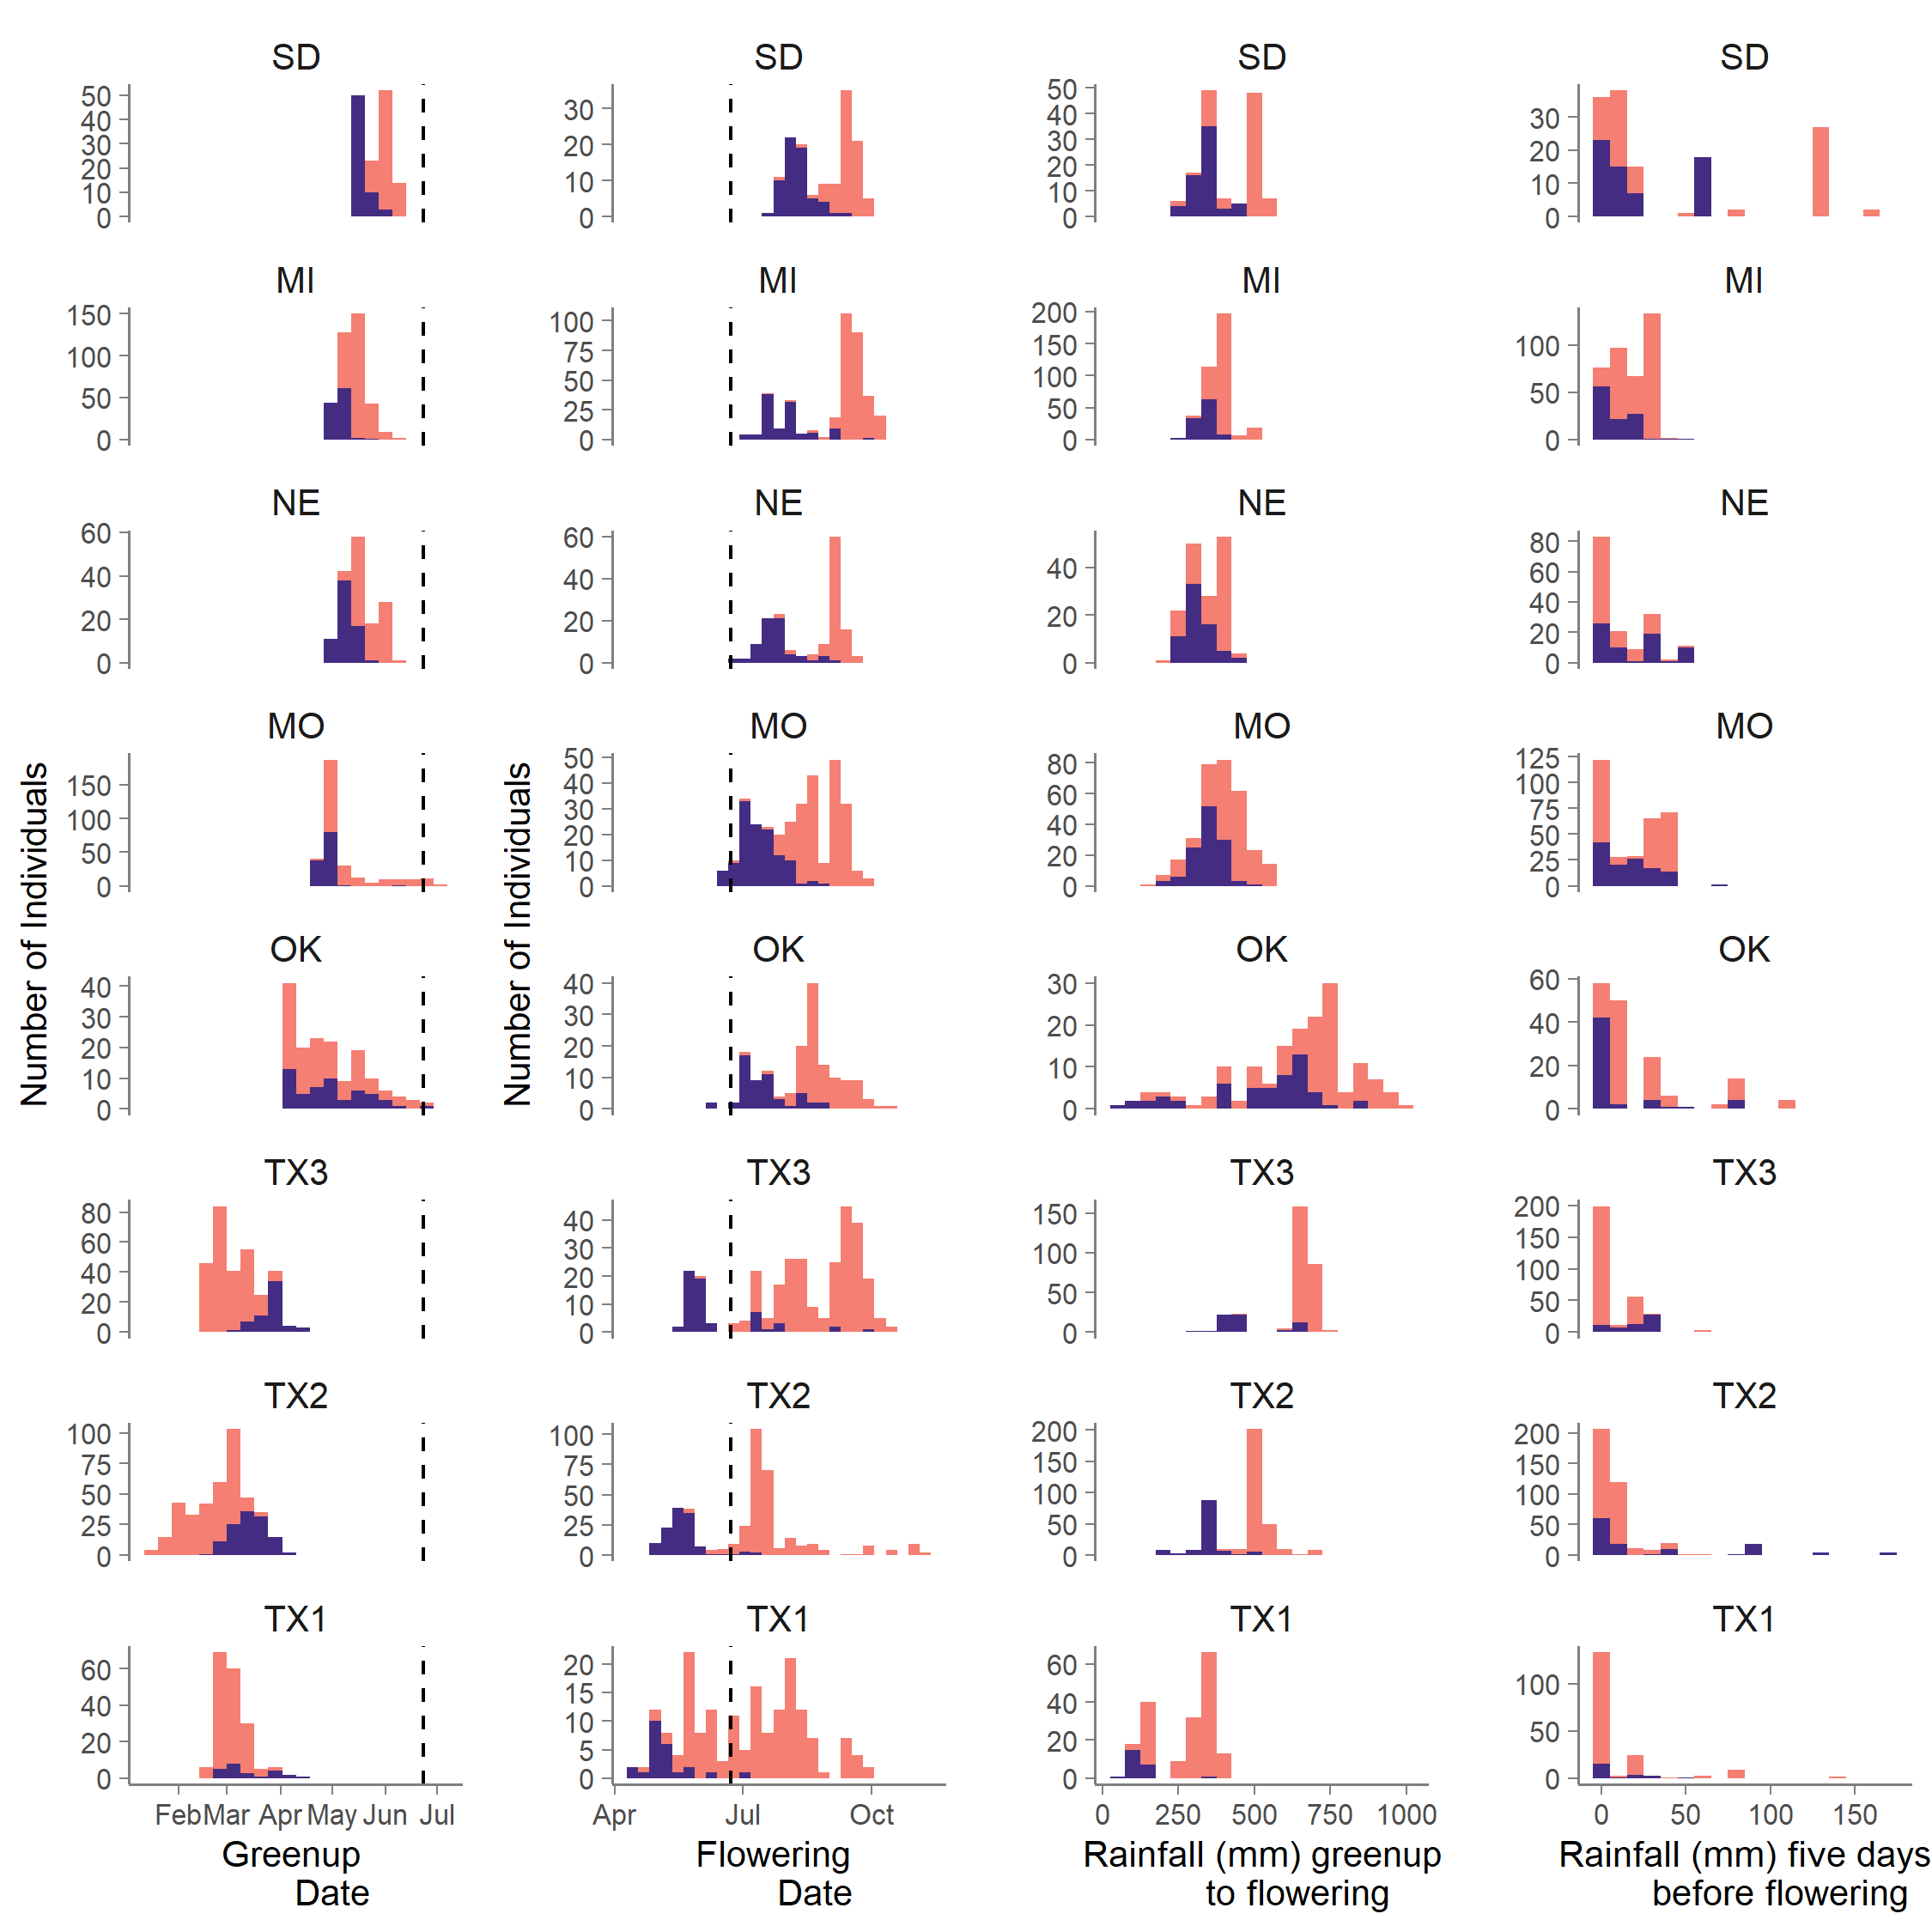 SD SD SD SD
50 40 30 20 10 0
30 20 10 0
50 40 30 20 10 0
30 20 10 0
MI MI MI MI
150 100 50 0
100 75 50 25 0
200 150 100 50 0
100 50 0
NE NE NE NE
60 40 20 0
60 40 20 0
40 20 0
80 60 40 20 0
MO MO MO MO
150 100 50 0
50 40 30 20 10 0
80 60 40 20 0
125 100 75 50 25 0
Number of Individuals
Number of Individuals
OK OK OK OK
40 30 20 10 0
40 30 20 10 0
30 20 10 0
60 40 20 0
TX3 TX3 TX3 TX3
80 60 40 20 0
40 30 20 10 0
150 100 50 0
200 150 100 50 0
TX2 TX2 TX2 TX2
100 75 50 25 0
100 75 50 25 0
200 150 100 50 0
200 150 100 50 0
TX1 TX1 TX1 TX1
60 40 20 0
20 15 10 5 0
60 40 20 0
100 50 0
Feb Mar Apr May Jun Jul
Apr Jul Oct
0 250 500 750 1000
0 50 100 150
Greenup
Date
Flowering
Date
Rainfall (mm) greenup
to flowering
Rainfall (mm) five days
before flowering